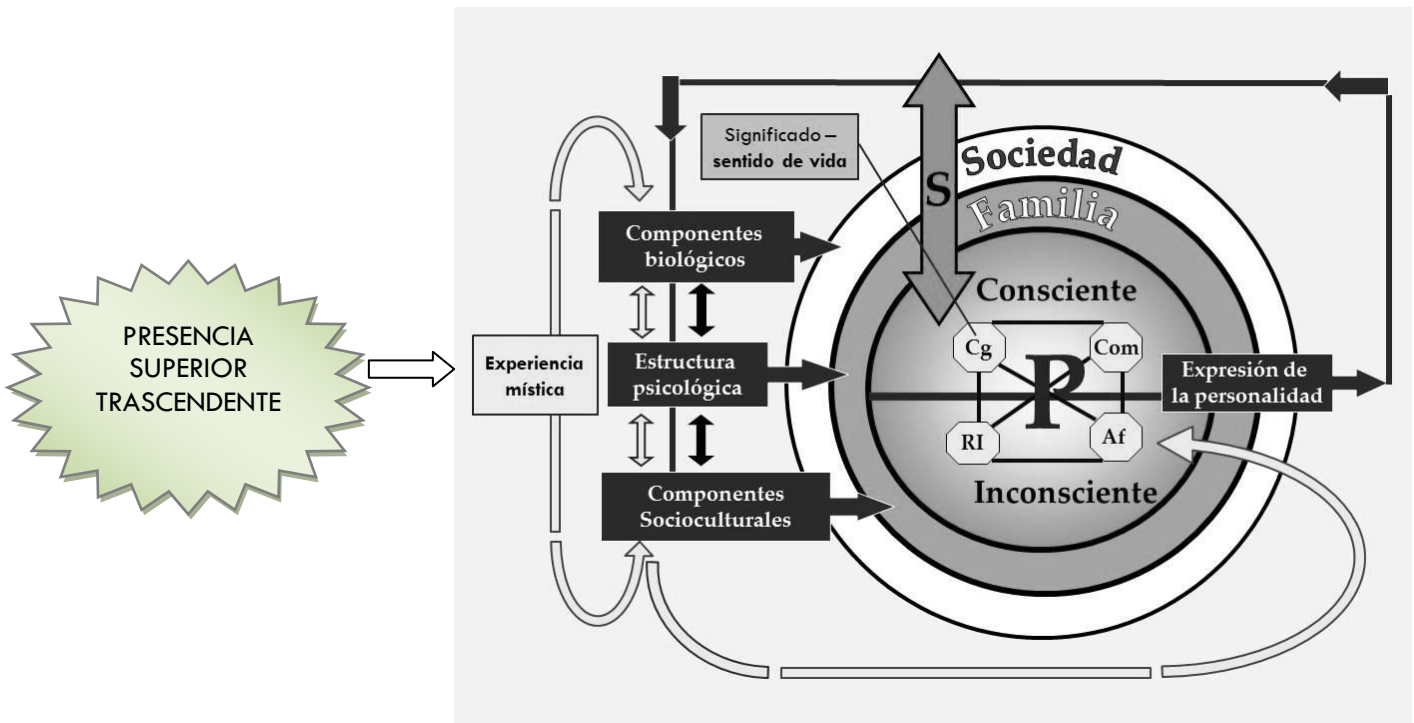 PRESENCIA
SUPERIOR
TRASCENDENTE
Experiencia
mística
Significado –
sentido de vida
Componentes
biológicos
Estructura
psicológica
Componentes
Socioculturales
S
Sociedad
Familia
Consciente
Cg
Com
P
RI
Af
Inconsciente
Expresión de
la personalidad